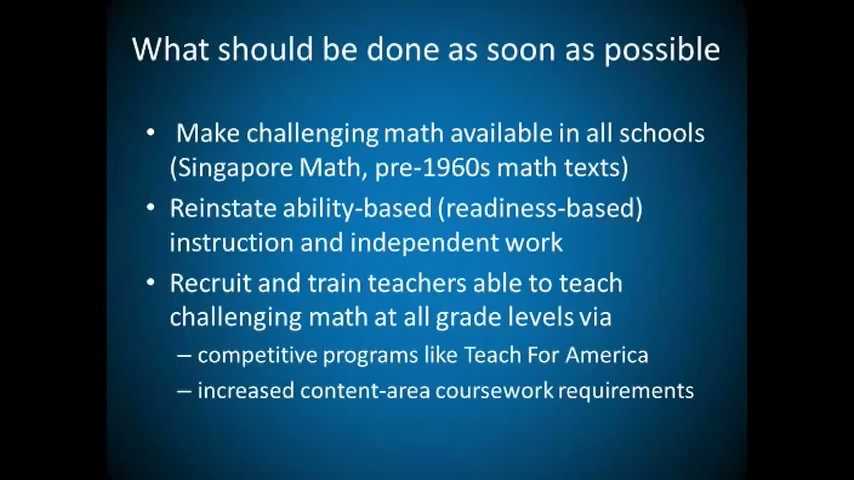 What should be done as soon as possible
• Make challenging math available in all schools
(Singapore Math, pre-1960s math texts)
• Reinstate ability-based (readiness-based)
instruction and independent work
• Recruit and train teachers able to teach
challenging math at all grade levels via
– competitive programs like Teach For America
– increased content-area coursework requirements